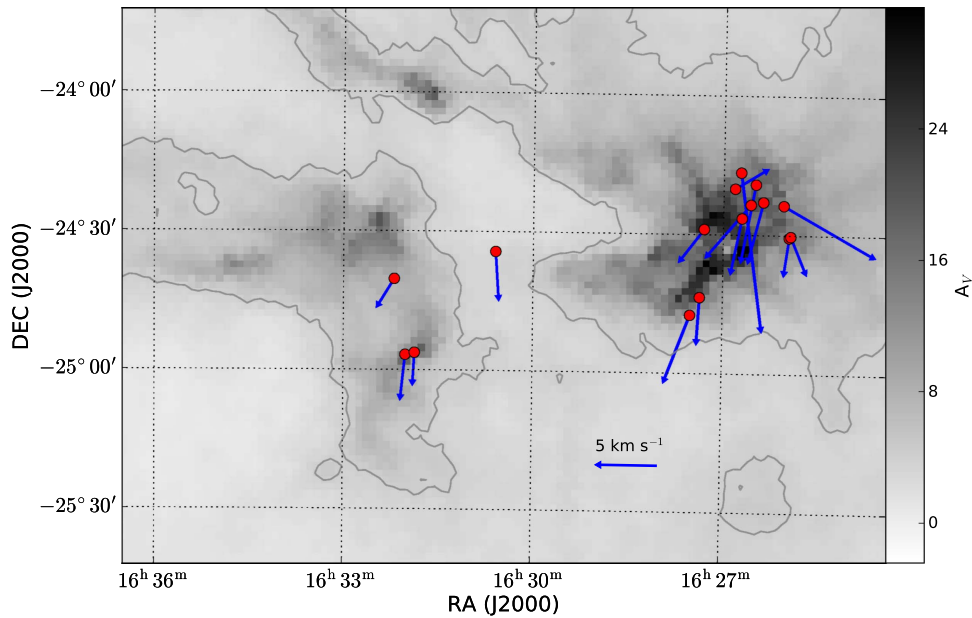 −24° 00′
−24° 30′
−25° 00′
−25° 30′
DEC (J2000)
5 km s⁻¹
16ʰ 36ᵐ
16ʰ 33ᵐ
16ʰ 30ᵐ
16ʰ 27ᵐ
RA (J2000)
24
16
8
0
A_V